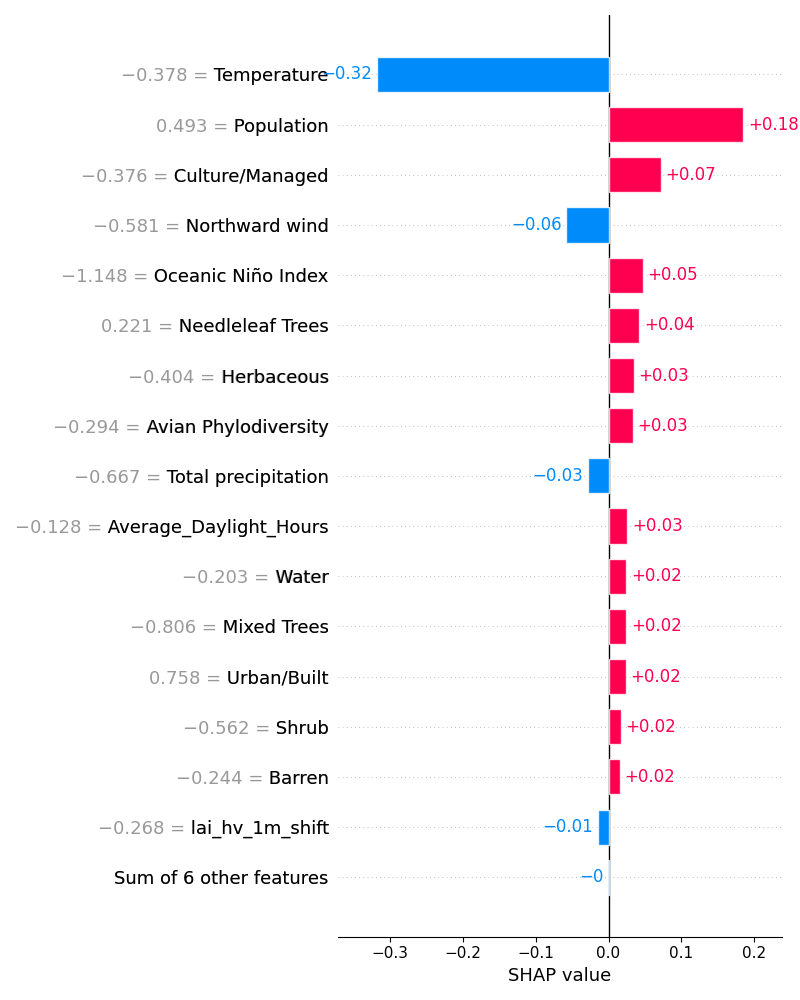 −0.378 = Temperature −0.32
0.493 = Population +0.18
−0.376 = Culture/Managed +0.07
−0.581 = Northward wind −0.06
−1.148 = Oceanic Niño Index +0.05
0.221 = Needleleaf Trees +0.04
−0.404 = Herbaceous +0.03
−0.294 = Avian Phylodiversity +0.03
−0.667 = Total precipitation −0.03
−0.128 = Average_Daylight_Hours +0.03
−0.203 = Water +0.02
−0.806 = Mixed Trees +0.02
0.758 = Urban/Built +0.02
−0.562 = Shrub +0.02
−0.244 = Barren +0.02
−0.268 = lai_hv_1m_shift −0.01
Sum of 6 other features −0
−0.3 −0.2 −0.1 0.0 0.1 0.2
SHAP value